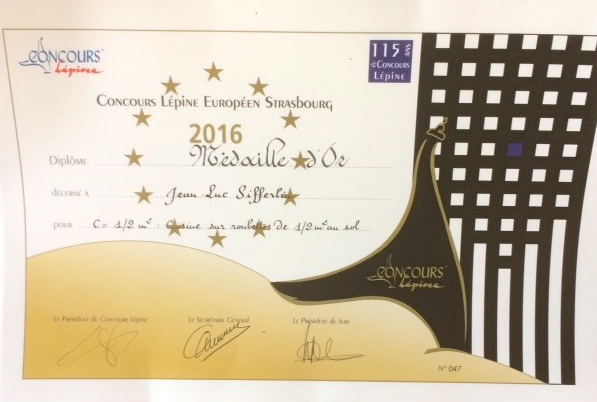 CONCOURS
Lépine
115 ANS
CONCOURS
LÉPINE
CONCOURS LÉPINE EUROPÉEN STRASBOURG
2016
DIPLÔME Médaille d'Or
DÉCERNÉ À Jean Luc Sifferlé
POUR C = 1/2 m² : Cuisine sur roulettes de 1/2 m² au sol
CONCOURS
Lépine
LE PRÉSIDENT DU CONCOURS LÉPINE LE SECRÉTAIRE GÉNÉRAL LE PRÉSIDENT DU JURY
N° 047